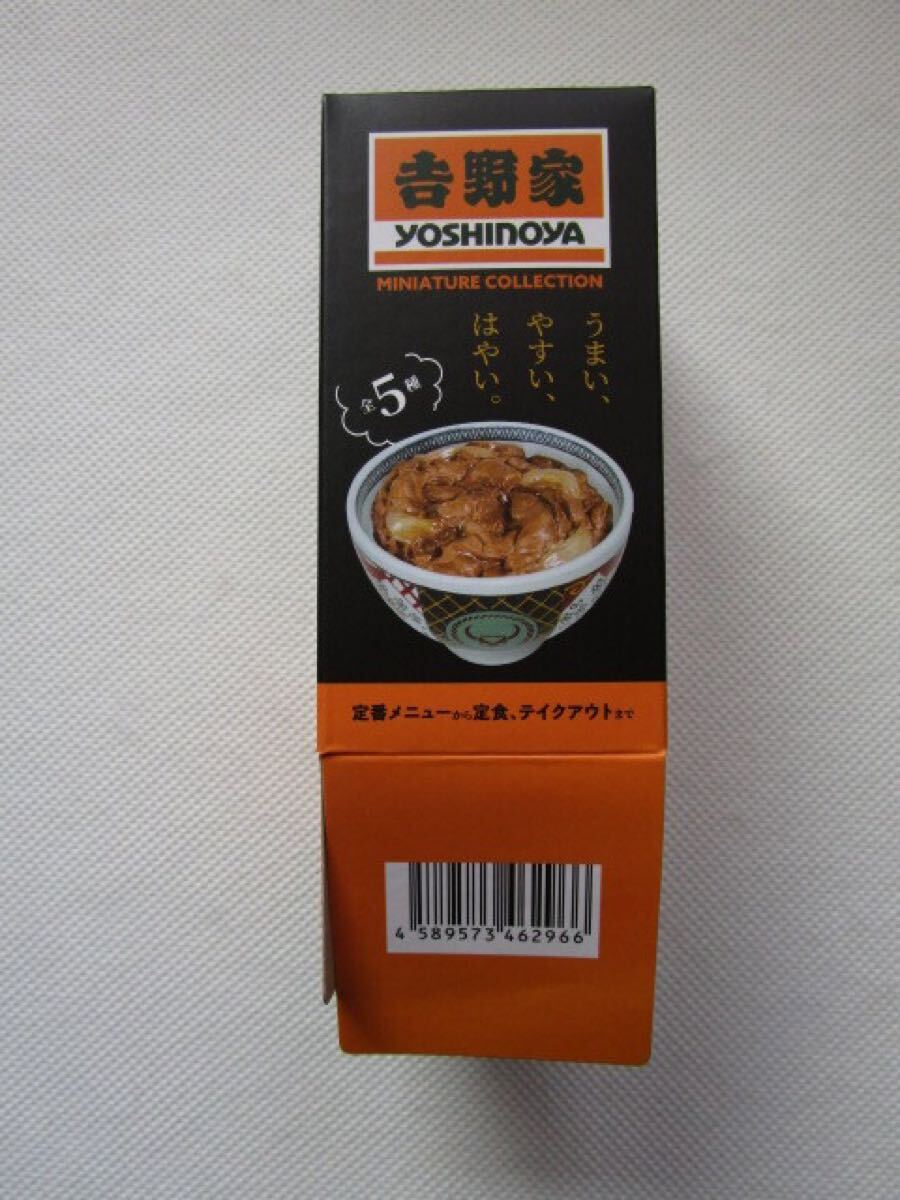 吉野家
YOSHINOYA
MINIATURE COLLECTION
うまい、
やすい、
はやい。
全5種
定番メニューから定食、テイクアウトまで
4 589573 462966